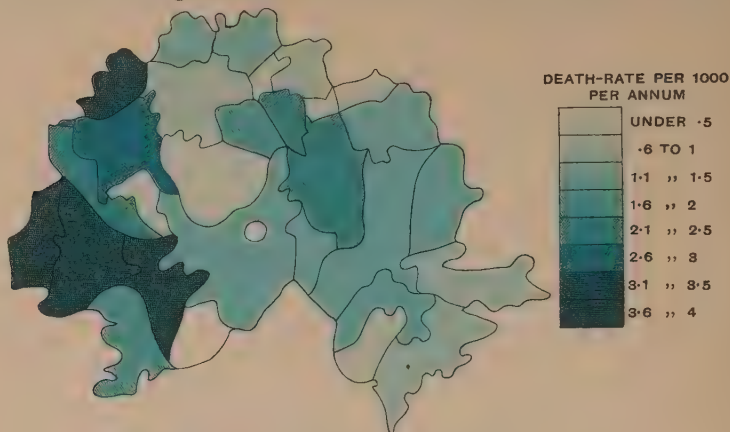 DEATH-RATE PER 1000
PER ANNUM
UNDER ·5
·6 TO 1
1·1 ,, 1·5
1·6 ,, 2
2·1 ,, 2·5
2·6 ,, 3
3·1 ,, 3·5
3·6 ,, 4